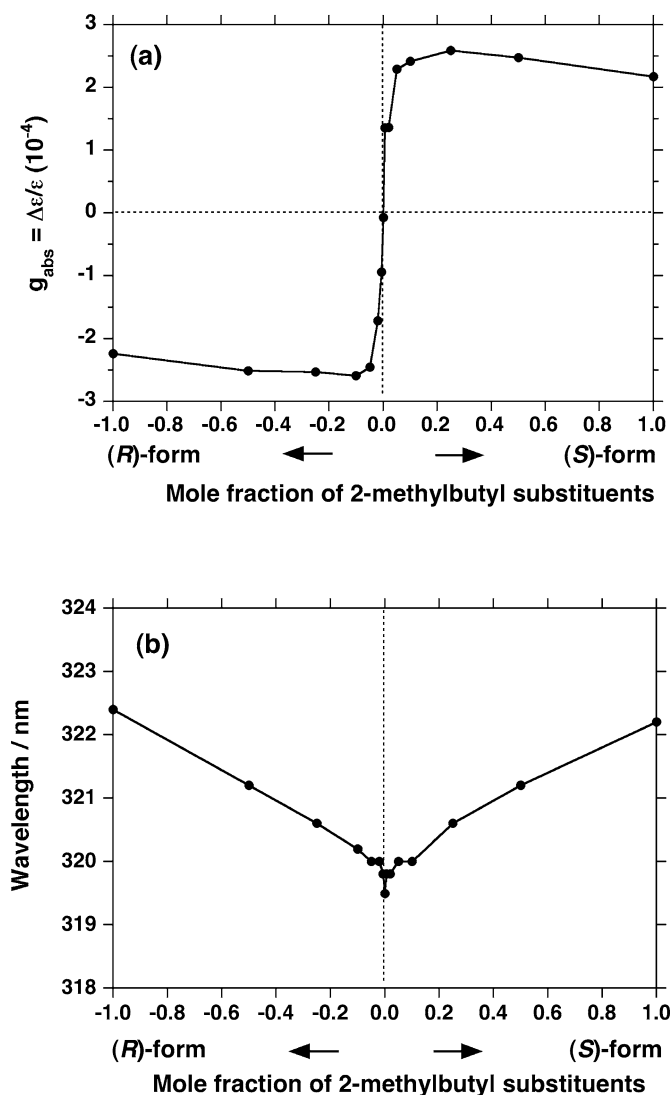 (a)
3
2
1
0
-1
-2
-3
g_abs = Δε/ε (10⁻⁴)
-1.0 -0.8 -0.6 -0.4 -0.2 0.0 0.2 0.4 0.6 0.8 1.0
(R)-form (S)-form
Mole fraction of 2-methylbutyl substituents
(b)
324
323
322
321
320
319
318
Wavelength / nm
-1.0 -0.8 -0.6 -0.4 -0.2 0.0 0.2 0.4 0.6 0.8 1.0
(R)-form (S)-form
Mole fraction of 2-methylbutyl substituents